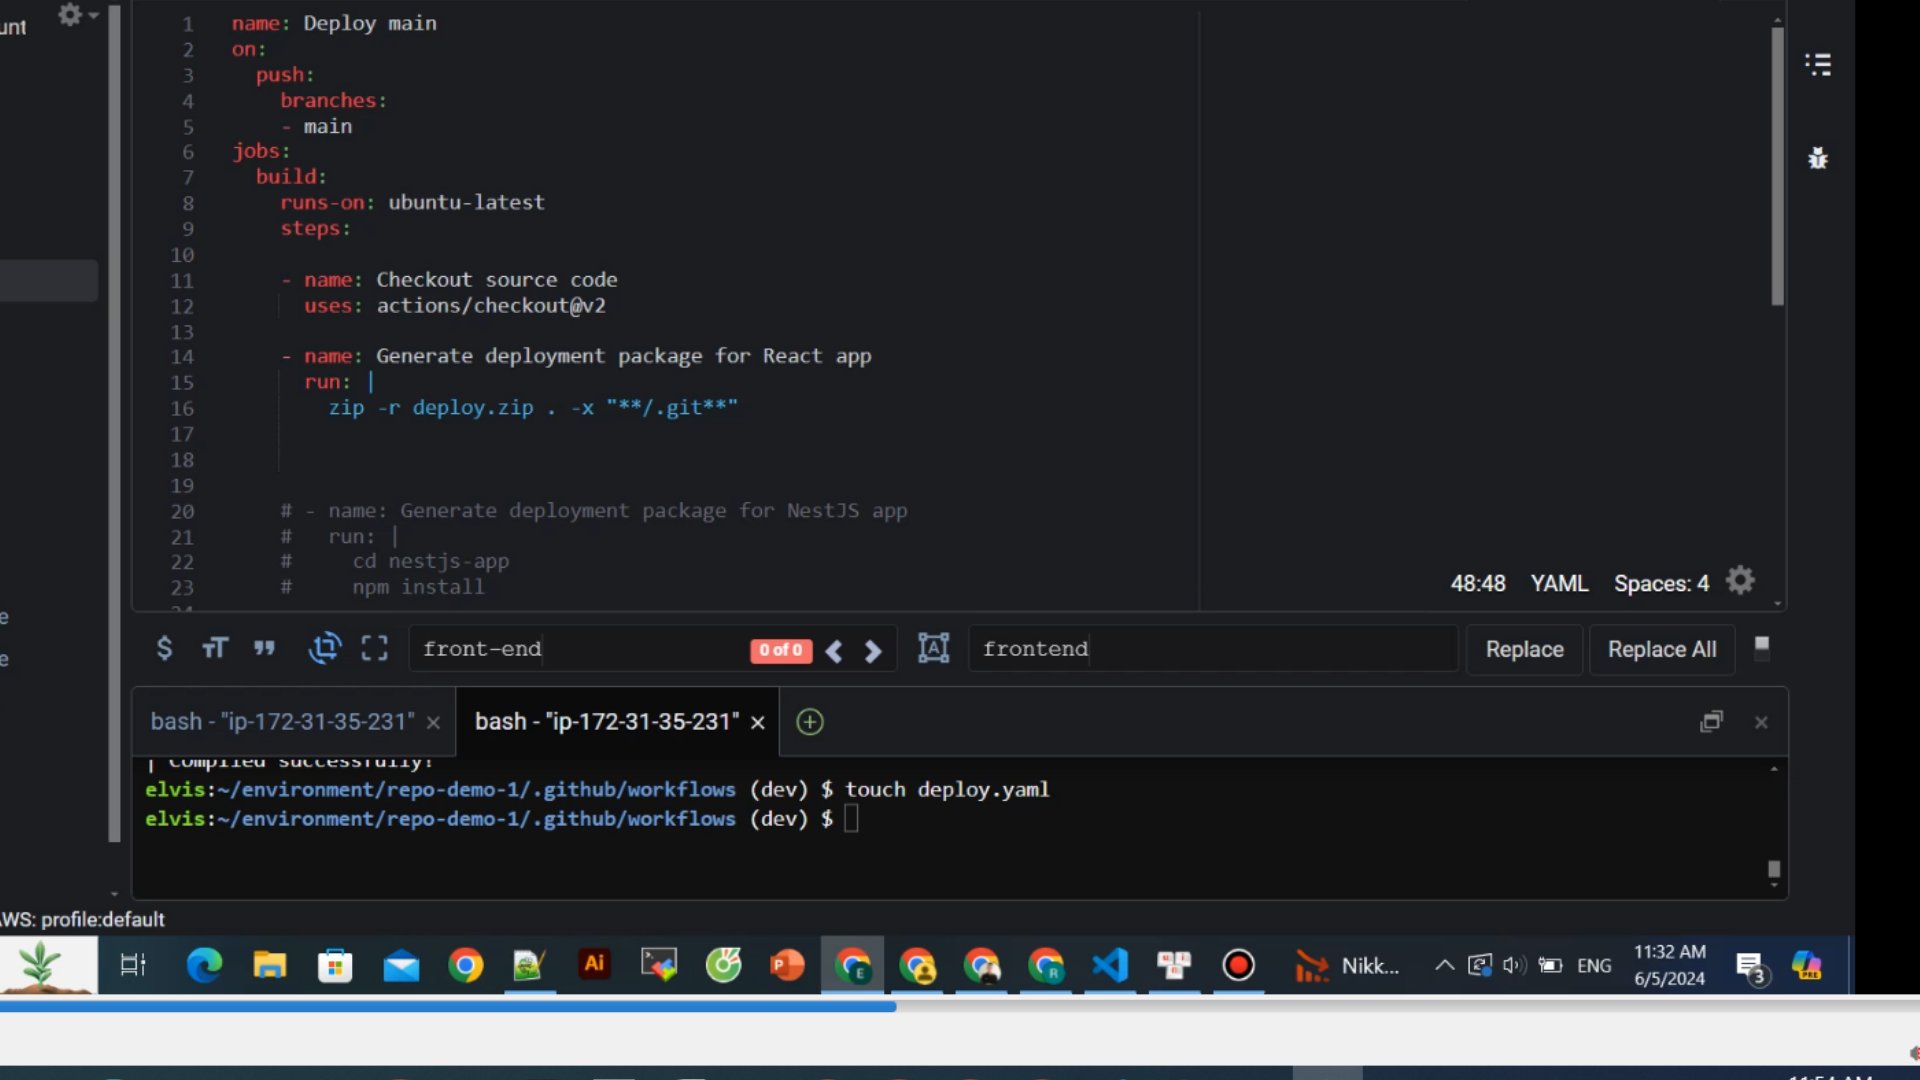 unt
1 name: Deploy main
2 on:
3 push:
4 branches:
5 - main
6 jobs:
7 build:
8 runs-on: ubuntu-latest
9 steps:
10
11 - name: Checkout source code
12 uses: actions/checkout@v2
13
14 - name: Generate deployment package for React app
15 run: |
16 zip -r deploy.zip . -x "**/.git**"
17
18
19
20 # - name: Generate deployment package for NestJS app
21 # run: |
22 # cd nestjs-app
23 # npm install
48:48 YAML Spaces: 4
e
e
front-end 0 of 0 frontend Replace Replace All
bash - "ip-172-31-35-231" × bash - "ip-172-31-35-231" ×
| Compiled successfully!
elvis:~/environment/repo-demo-1/.github/workflows (dev) $ touch deploy.yaml
elvis:~/environment/repo-demo-1/.github/workflows (dev) $
WS: profile:default
Ai
P
E
R
Nikk...
ENG
11:32 AM
6/5/2024
3
PRE